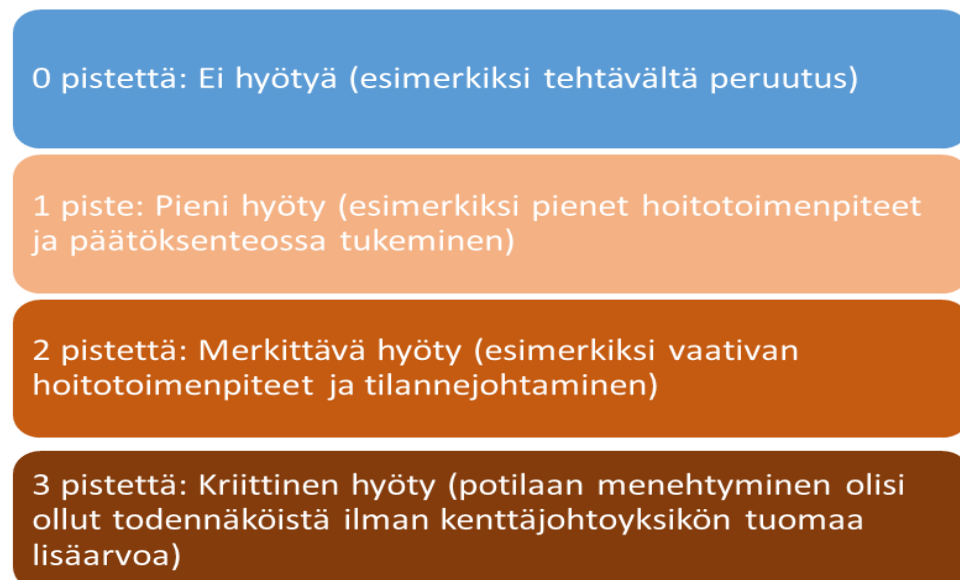 0 pistettä: Ei hyötyä (esimerkiksi tehtävältä peruutus)
1 piste: Pieni hyöty (esimerkiksi pienet hoitotoimenpiteet
ja päätöksenteossa tukeminen)
2 pistettä: Merkittävä hyöty (esimerkiksi vaativan
hoitotoimenpiteet ja tilannejohtaminen)
3 pistettä: Kriittinen hyöty (potilaan menehtyminen olisi
ollut todennäköistä ilman kenttäjohtoyksikön tuomaa
lisäarvoa)